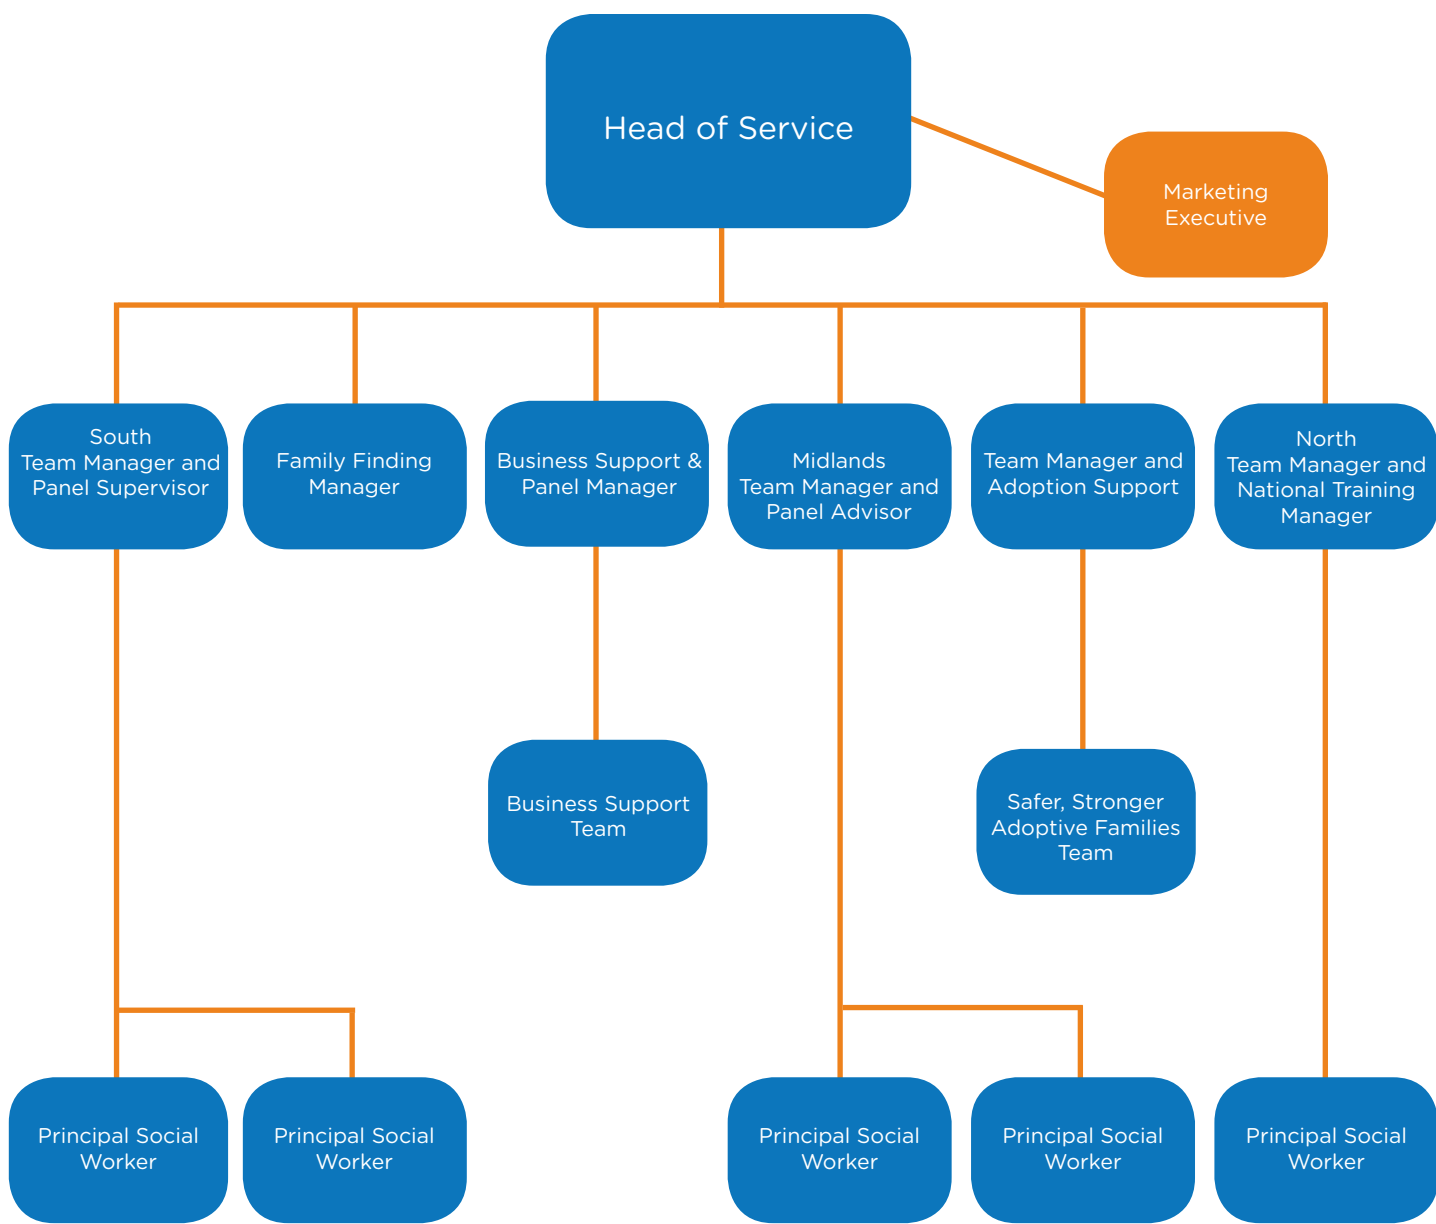 Head of Service
Marketing
Executive
South
Team Manager and
Panel Supervisor
Family Finding
Manager
Business Support &
Panel Manager
Midlands
Team Manager and
Panel Advisor
Team Manager and
Adoption Support
North
Team Manager and
National Training
Manager
Business Support
Team
Safer, Stronger
Adoptive Families
Team
Principal Social
Worker
Principal Social
Worker
Principal Social
Worker
Principal Social
Worker
Principal Social
Worker